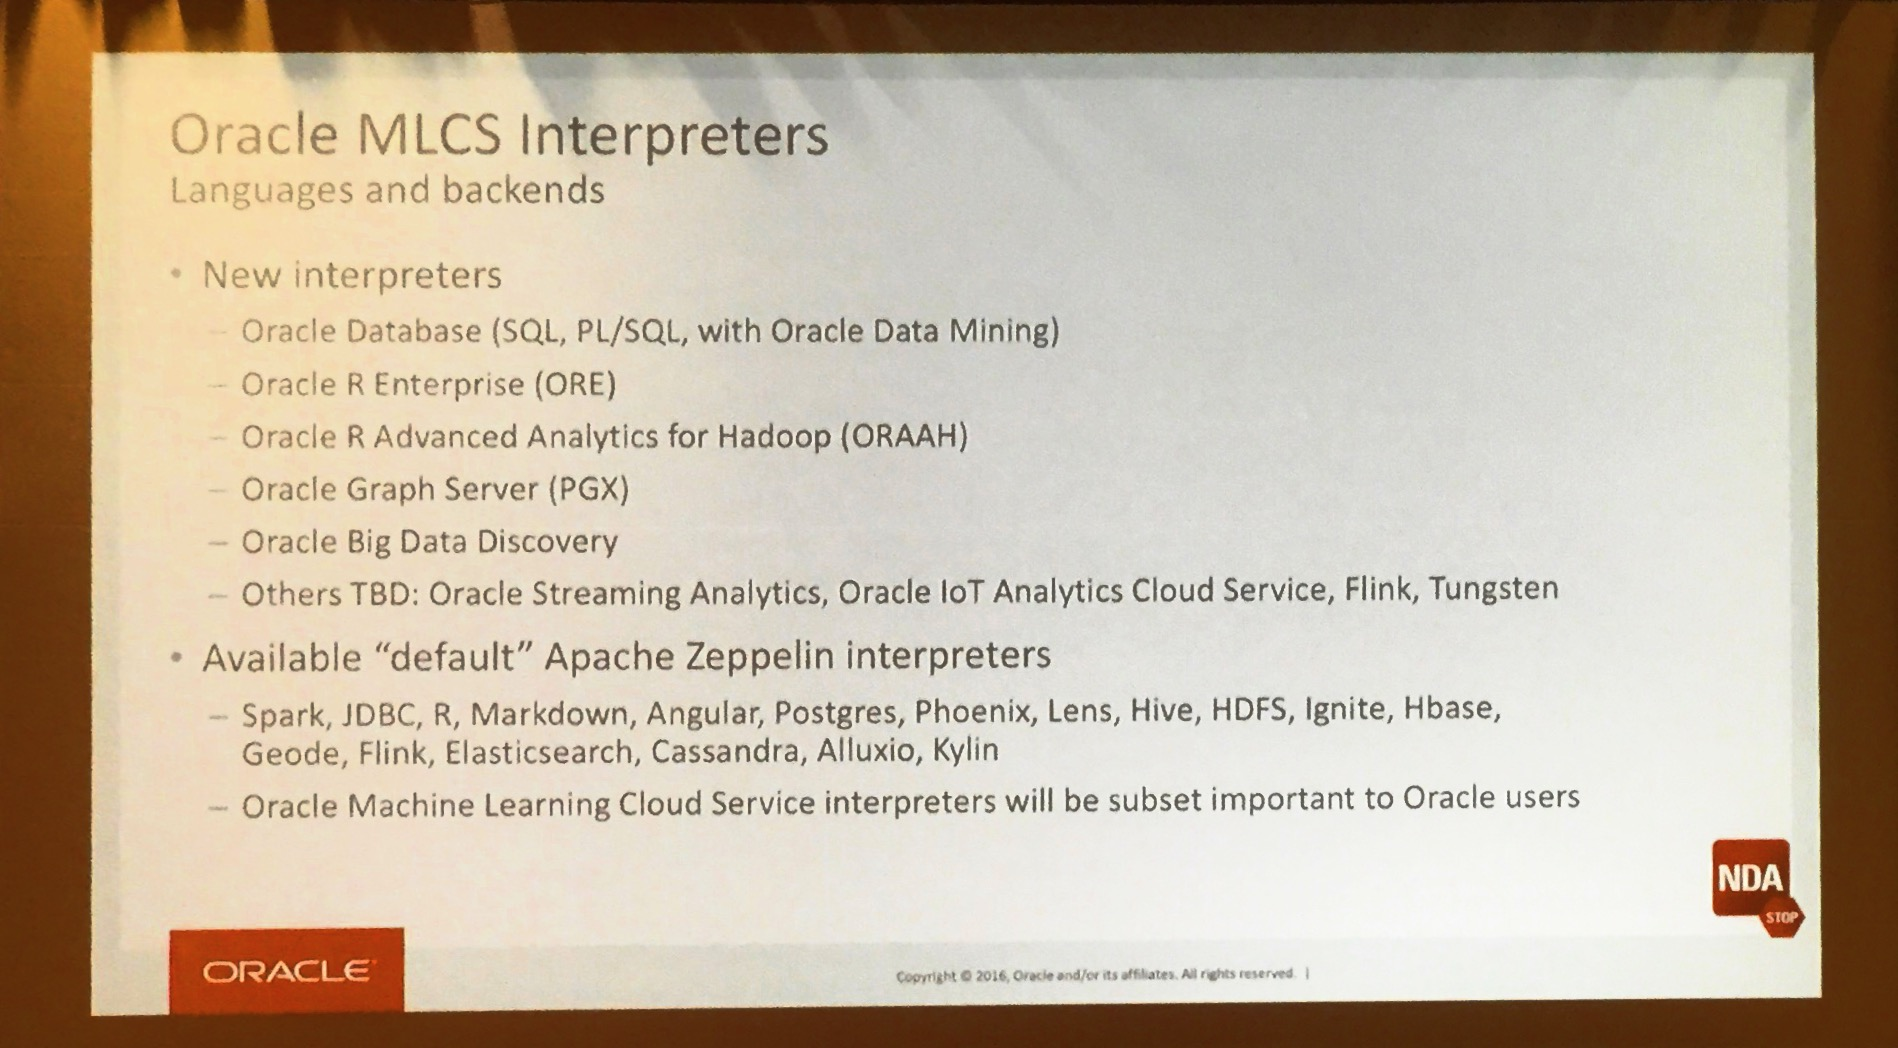 Oracle MLCS Interpreters
Languages and backends
• New interpreters
– Oracle Database (SQL, PL/SQL, with Oracle Data Mining)
– Oracle R Enterprise (ORE)
– Oracle R Advanced Analytics for Hadoop (ORAAH)
– Oracle Graph Server (PGX)
– Oracle Big Data Discovery
– Others TBD: Oracle Streaming Analytics, Oracle IoT Analytics Cloud Service, Flink, Tungsten
• Available “default” Apache Zeppelin interpreters
– Spark, JDBC, R, Markdown, Angular, Postgres, Phoenix, Lens, Hive, HDFS, Ignite, Hbase,
Geode, Flink, Elasticsearch, Cassandra, Alluxio, Kylin
– Oracle Machine Learning Cloud Service interpreters will be subset important to Oracle users
NDA
STOP
ORACLE
Copyright © 2016, Oracle and/or its affiliates. All rights reserved. |